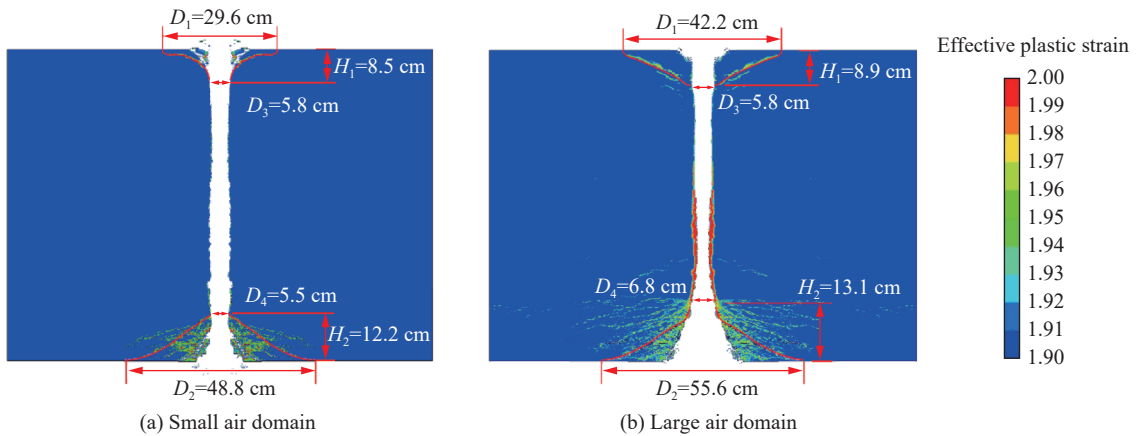 D₁=29.6 cm
H₁=8.5 cm
D₃=5.8 cm
D₄=5.5 cm
H₂=12.2 cm
D₂=48.8 cm
(a) Small air domain
D₁=42.2 cm
H₁=8.9 cm
D₃=5.8 cm
D₄=6.8 cm
H₂=13.1 cm
D₂=55.6 cm
(b) Large air domain
Effective plastic strain
2.00
1.99
1.98
1.97
1.96
1.95
1.94
1.93
1.92
1.91
1.90